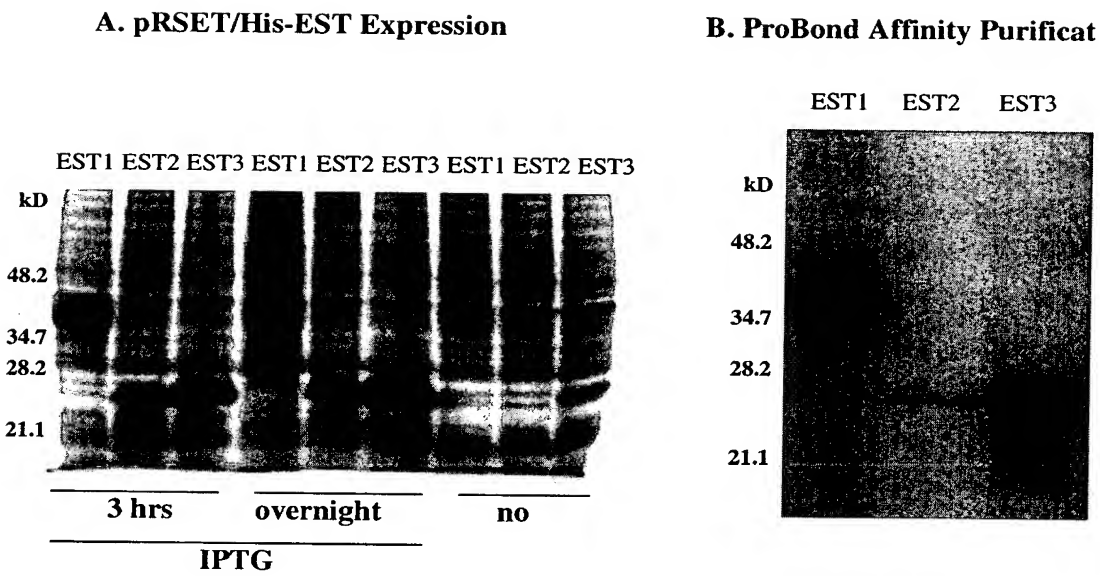 A. pRSET/His-EST Expression
EST1 EST2 EST3 EST1 EST2 EST3 EST1 EST2 EST3
kD
48.2
34.7
28.2
21.1
3 hrs overnight no
IPTG
B. ProBond Affinity Purificat
EST1 EST2 EST3
kD
48.2
34.7
28.2
21.1